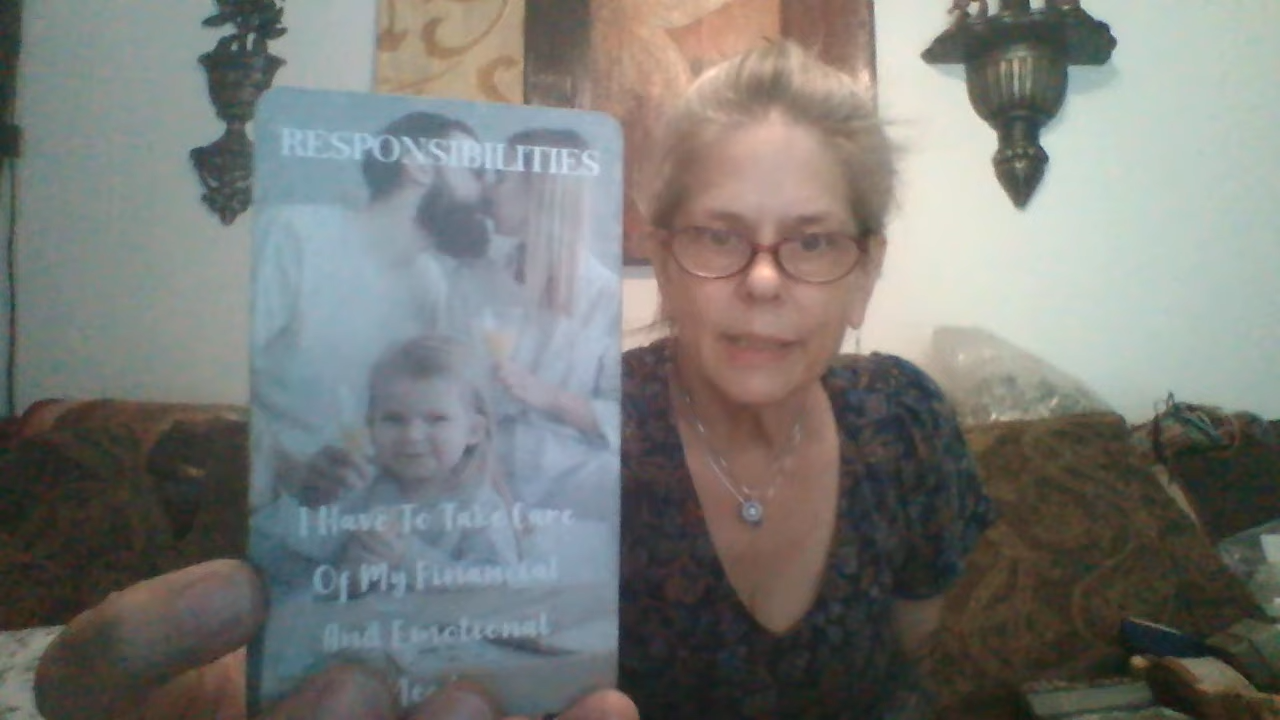 RESPONSIBILITIES
I Have To Take Care
Of My Financial
And Emotional